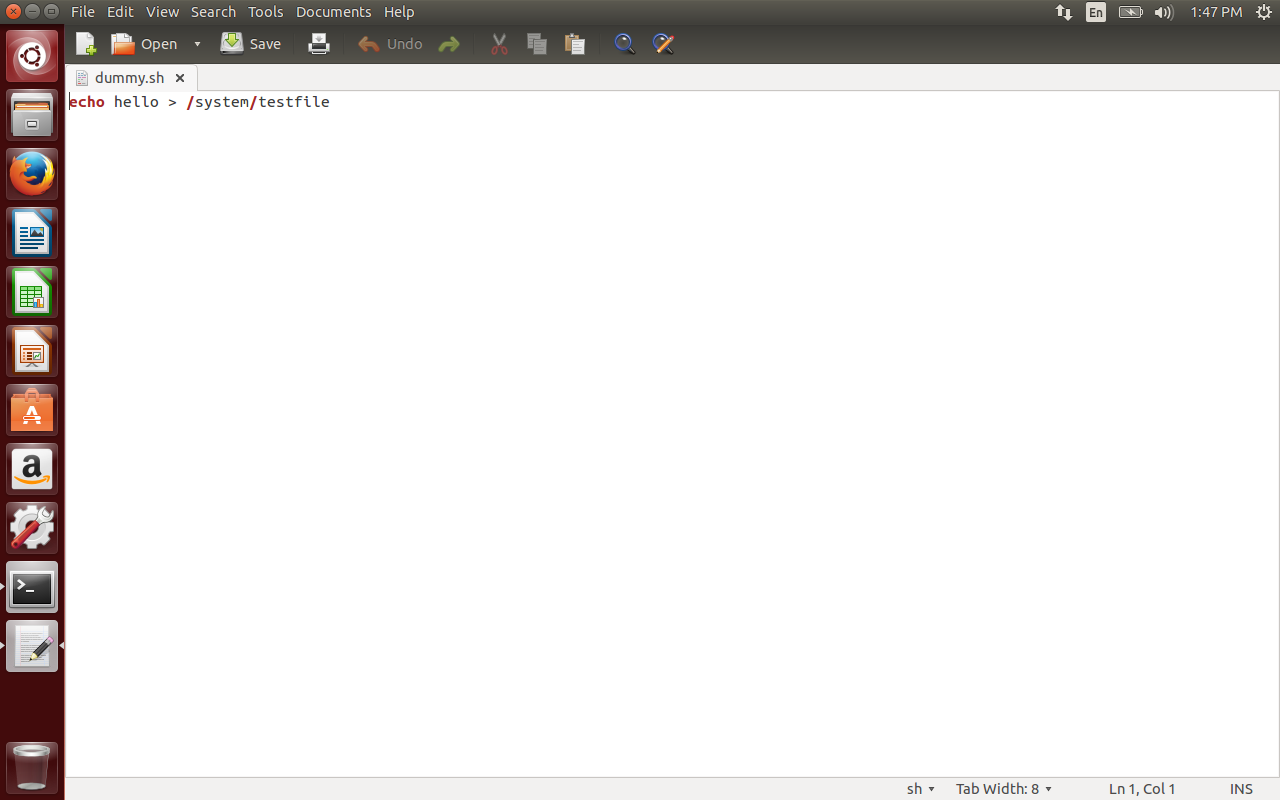 File Edit View Search Tools Documents Help En 1:47 PM
Open Save Undo
dummy.sh
echo hello > /system/testfile
sh Tab Width: 8 Ln 1, Col 1 INS